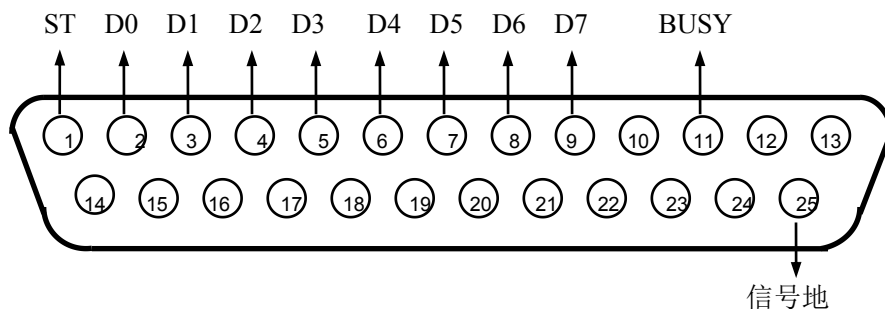 ST D0 D1 D2 D3 D4 D5 D6 D7 BUSY
1 2 3 4 5 6 7 8 9 10 11 12 13
14 15 16 17 18 19 20 21 22 23 24 25
信号地